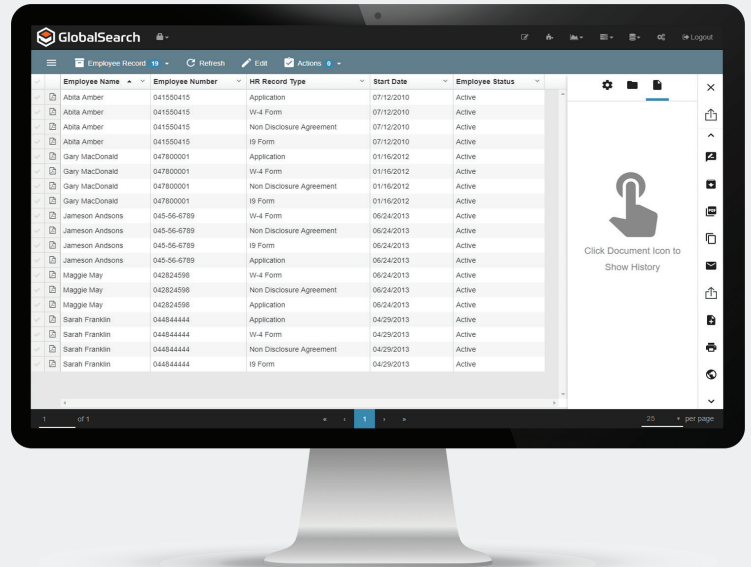 GlobalSearch
Logout
Employee Record 19 Refresh Edit Actions 0
Employee Name Employee Number HR Record Type Start Date Employee Status
Abita Amber 041550415 Application 07/12/2010 Active
Abita Amber 041550415 W-4 Form 07/12/2010 Active
Abita Amber 041550415 Non Disclosure Agreement 07/12/2010 Active
Abita Amber 041550415 I9 Form 07/12/2010 Active
Gary MacDonald 047800001 Application 01/16/2012 Active
Gary MacDonald 047800001 W-4 Form 01/16/2012 Active
Gary MacDonald 047800001 Non Disclosure Agreement 01/16/2012 Active
Gary MacDonald 047800001 I9 Form 01/16/2012 Active
Jameson Andsons 045-56-6789 W-4 Form 06/24/2013 Active
Jameson Andsons 045-56-6789 Non Disclosure Agreement 06/24/2013 Active
Jameson Andsons 045-56-6789 I9 Form 06/24/2013 Active
Jameson Andsons 045-56-6789 Application 06/24/2013 Active
Maggie May 042824598 W-4 Form 06/24/2013 Active
Maggie May 042824598 Non Disclosure Agreement 06/24/2013 Active
Maggie May 042824598 Application 06/24/2013 Active
Sarah Franklin 044844444 Application 04/29/2013 Active
Sarah Franklin 044844444 W-4 Form 04/29/2013 Active
Sarah Franklin 044844444 Non Disclosure Agreement 04/29/2013 Active
Sarah Franklin 044844444 I9 Form 04/29/2013 Active
Click Document Icon to
Show History
PDF
1 of 1 « ‹ 1 › » 25 per page